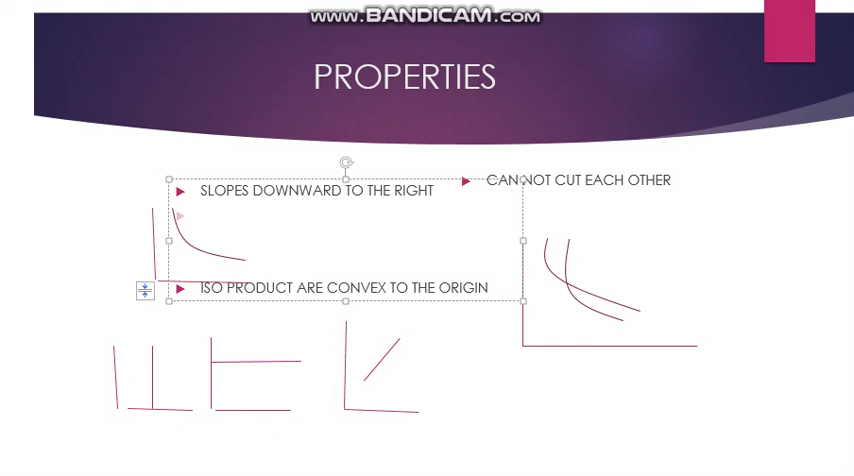 www.BANDICAM.com
PROPERTIES
SLOPES DOWNWARD TO THE RIGHT
CAN NOT CUT EACH OTHER
ISO PRODUCT ARE CONVEX TO THE ORIGIN